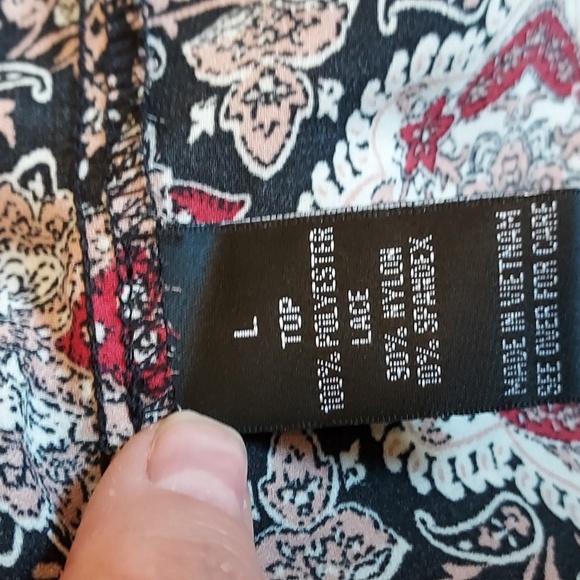 L
TOP
100% POLYESTER
LACE
90% NYLON
10% SPANDEX
MADE IN VIETNAM
SEE OVER FOR CARE